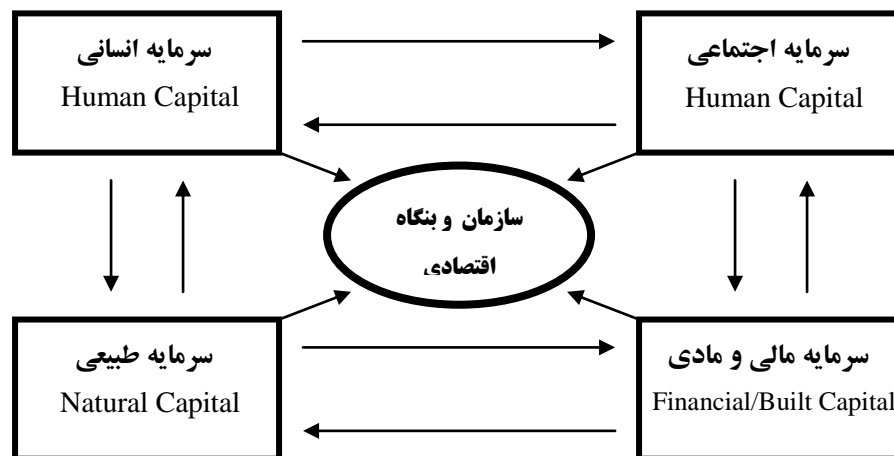 سرمایه اجتماعی
Human Capital
سرمایه انسانی
Human Capital
سازمان و بنگاه
اقتصادی
سرمایه مالی و مادی
Financial/Built Capital
سرمایه طبیعی
Natural Capital